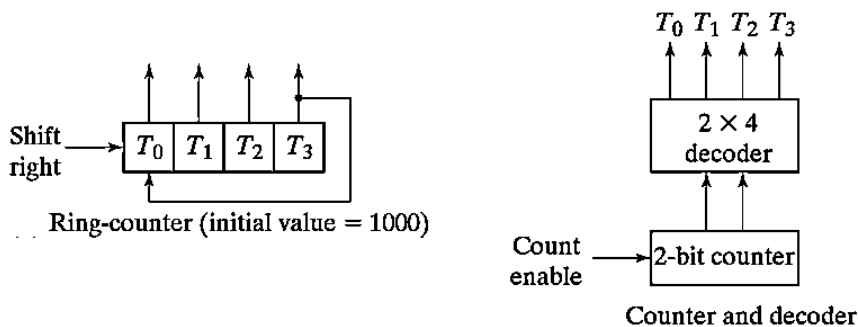 Shift
right
T₀ T₁ T₂ T₃
Ring-counter (initial value = 1000)
T₀ T₁ T₂ T₃
2 × 4
decoder
Count
enable
2-bit counter
Counter and decoder